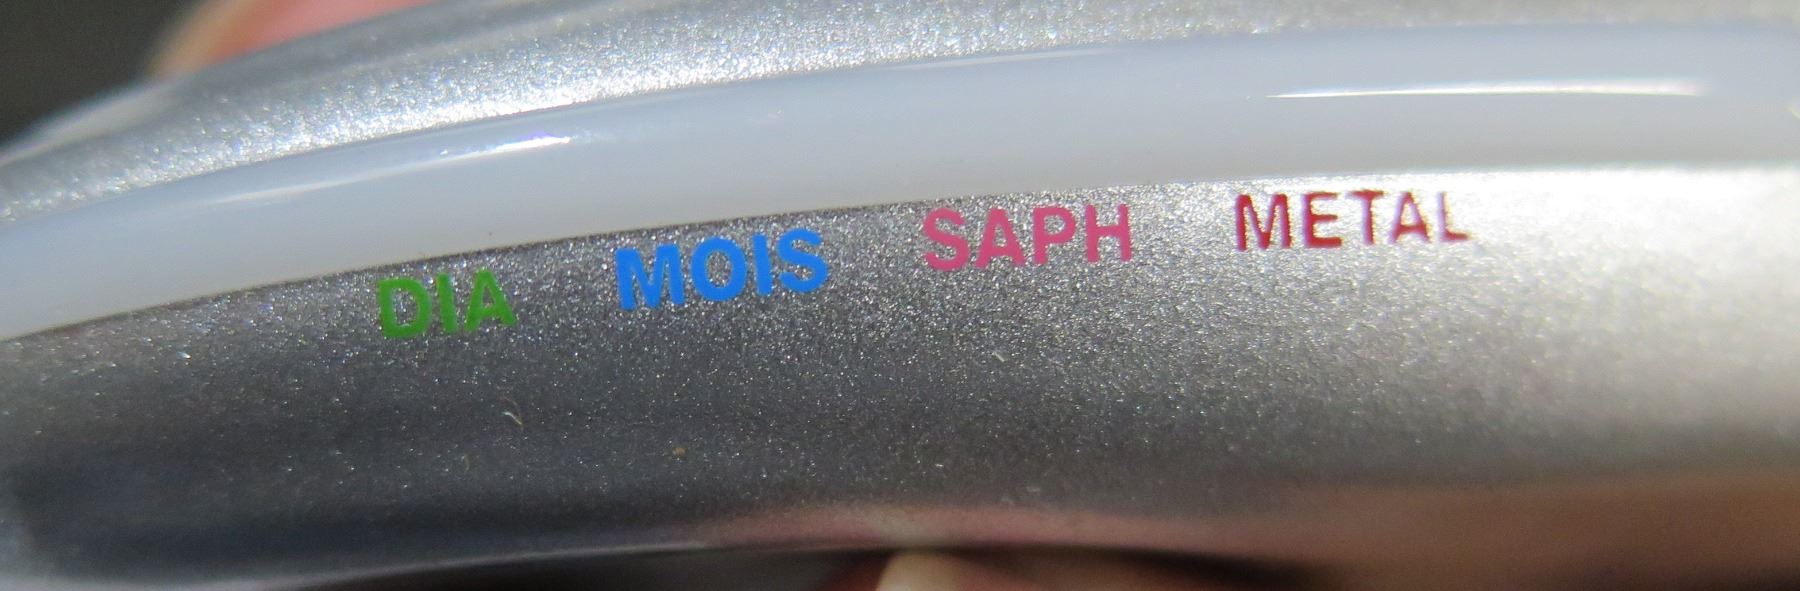 DIA MOIS SAPH METAL